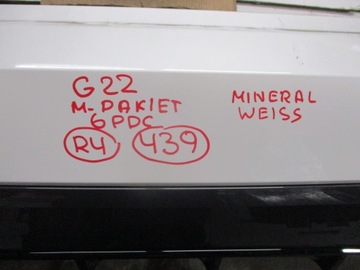 G22
M-PAKIET
6PDC
R4 439
MINERAL
WEISS